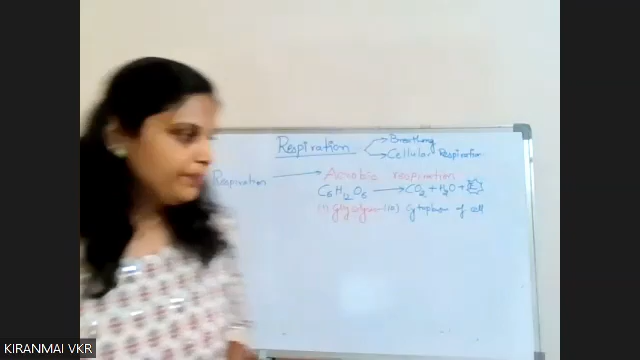 Respiration
Breathing
Cellular Respiration
Respiration
Aerobic respiration
C6H12O6 → CO2 + H2O + E
(1) Glycolysis (in) Cytoplasm of cell
KIRANMAI VKR